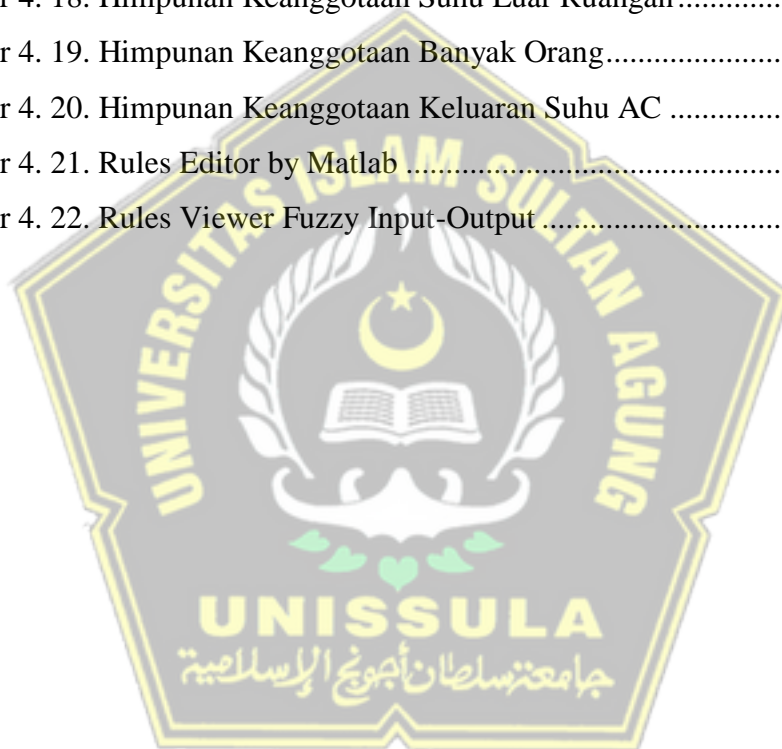 r 4. 18. Himpunan Keanggotaan Suhu Luar Ruangan..................
r 4. 19. Himpunan Keanggotaan Banyak Orang.........................
r 4. 20. Himpunan Keanggotaan Keluaran Suhu AC ................
r 4. 21. Rules Editor by Matlab .....................................................
r 4. 22. Rules Viewer Fuzzy Input-Output ..................................
UNIVERSITAS ISLAM SULTAN AGUNG
UNISSULA
جامعة سلطان أجونج الإسلامية